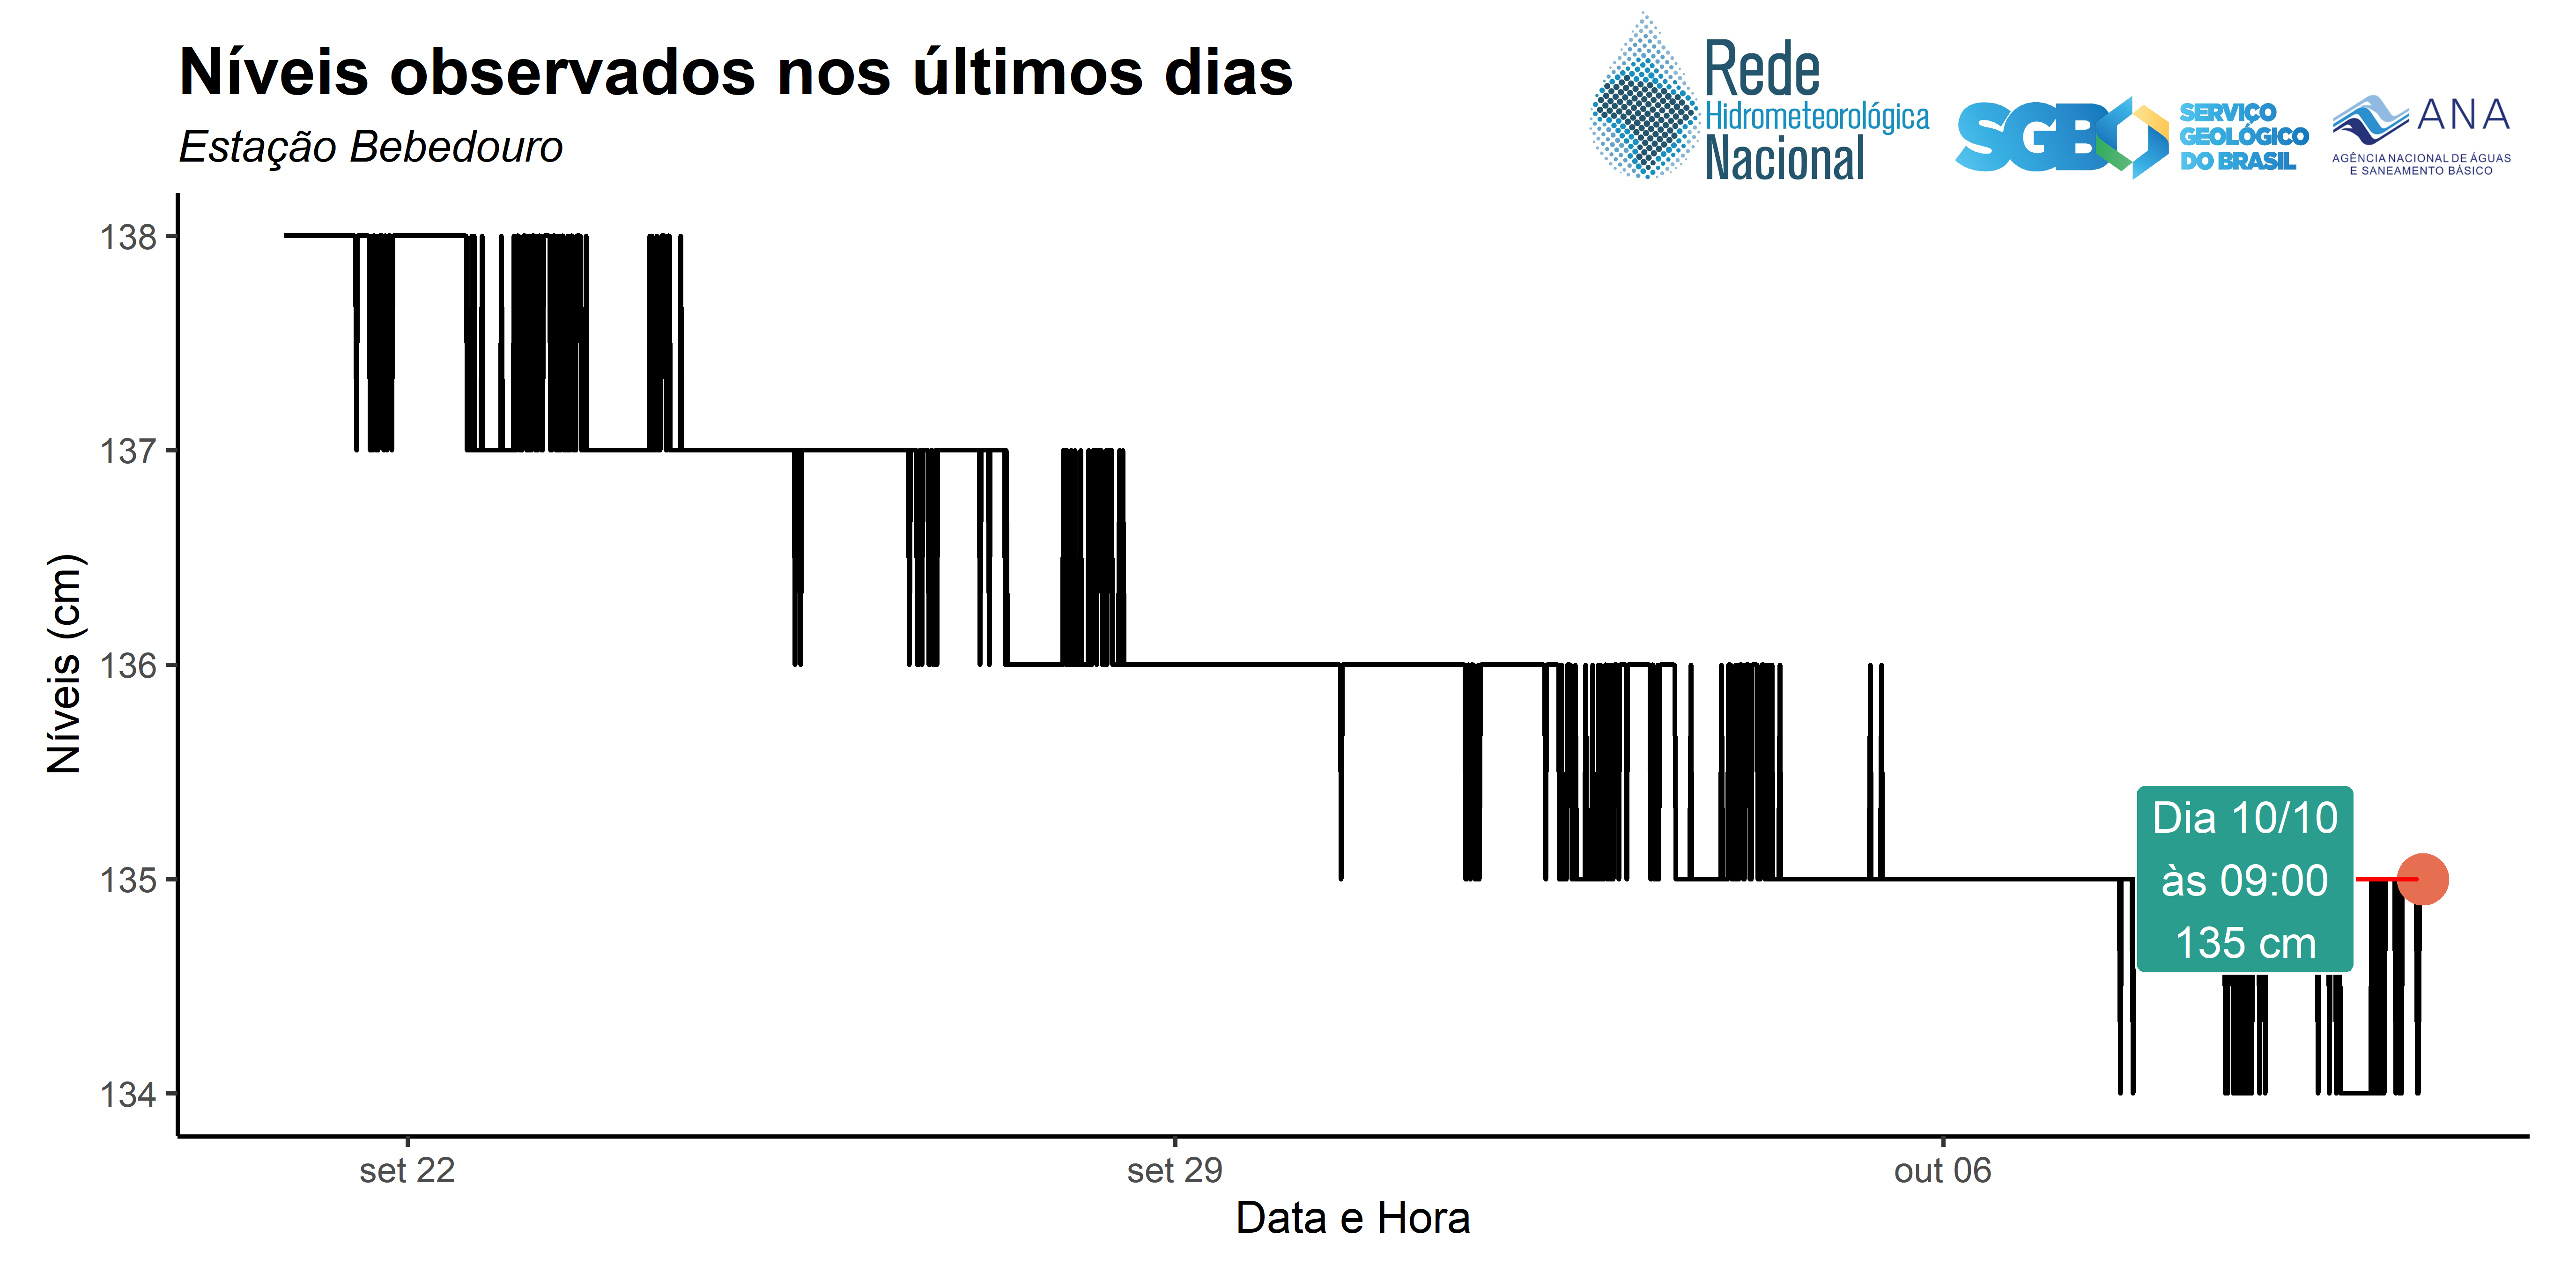 Níveis observados nos últimos dias
Estação Bebedouro
Rede
Hidrometeorológica
Nacional
SGB
SERVIÇO
GEOLÓGICO
DO BRASIL
ANA
AGÊNCIA NACIONAL DE ÁGUAS
E SANEAMENTO BÁSICO
Níveis (cm)
138
137
136
135
134
Dia 10/10
às 09:00
135 cm
set 22
set 29
out 06
Data e Hora